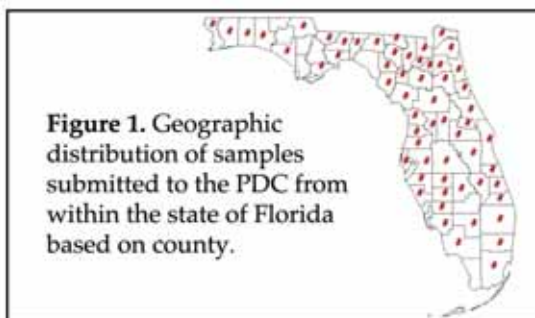 Figure 1. Geographic
distribution of samples
submitted to the PDC from
within the state of Florida
based on county.